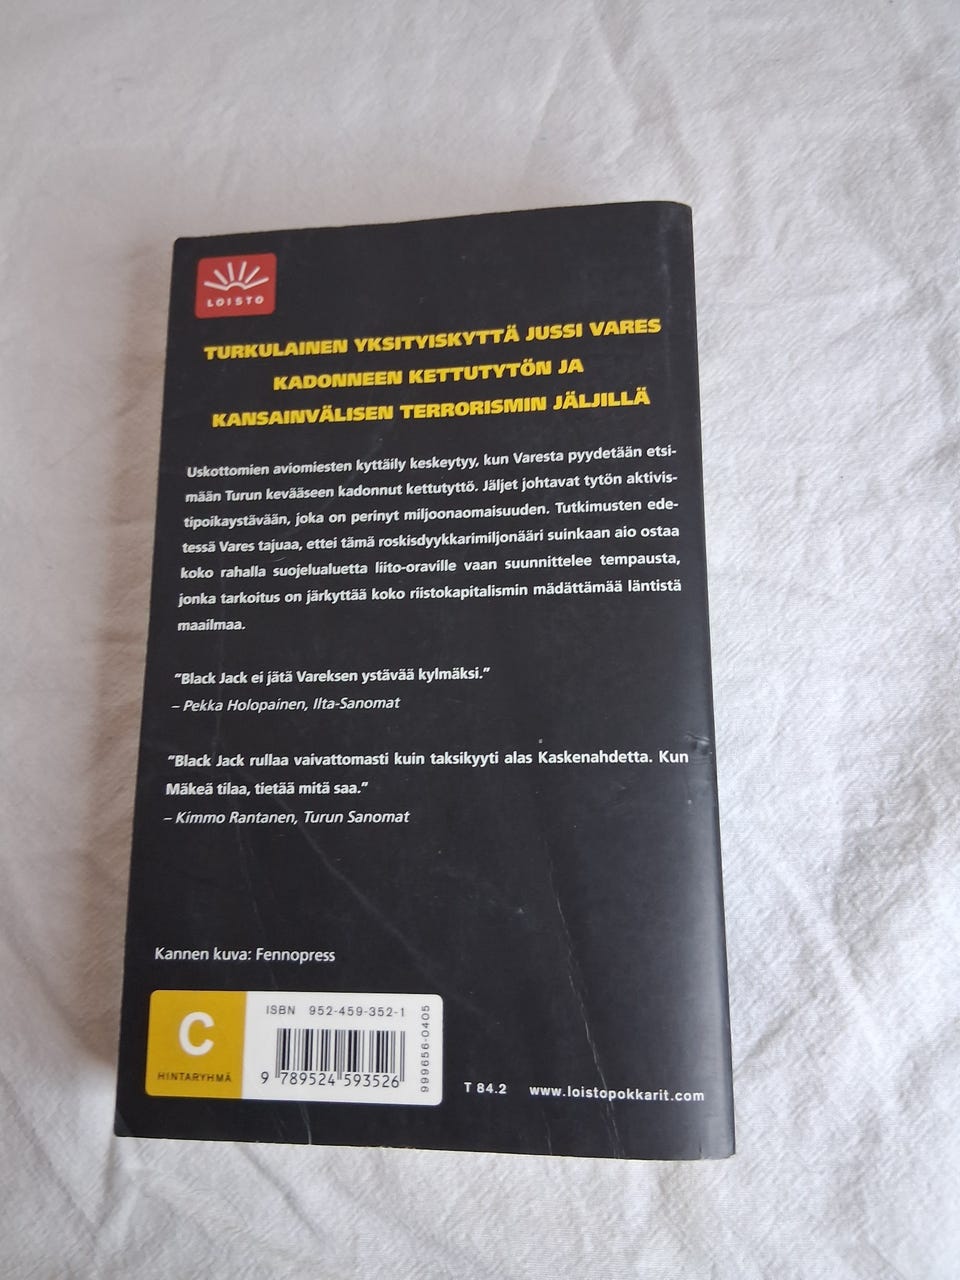 LOISTO
TURKULAINEN YKSITYISKYTTÄ JUSSI VARES
KADONNEEN KETTUTYTÖN JA
KANSAINVÄLISEN TERRORISMIN JÄLJILLÄ
Uskottomien aviomiesten kyttäily keskeytyy, kun Varesta pyydetään etsi-
mään Turun kevääseen kadonnut kettutyttö. Jäljet johtavat tytön aktivis-
tipoikaystävään, joka on perinyt miljoonaomaisuuden. Tutkimusten ede-
tessä Vares tajuaa, ettei tämä roskisdyykkarimiljonääri suinkaan aio ostaa
koko rahalla suojelualuetta liito-oraville vaan suunnittelee tempausta,
jonka tarkoitus on järkyttää koko riistokapitalismin mädättämää läntistä
maailmaa.
"Black Jack ei jätä Vareksen ystävää kylmäksi."
– Pekka Holopainen, Ilta-Sanomat
"Black Jack rullaa vaivattomasti kuin taksikyyti alas Kaskenahdetta. Kun
Mäkeä tilaa, tietää mitä saa."
– Kimmo Rantanen, Turun Sanomat
Kannen kuva: Fennopress
C
HINTARYHMÄ
ISBN 952-459-352-1
9 789524 593526
999656-0405
T 84.2 www.loistopokkarit.com